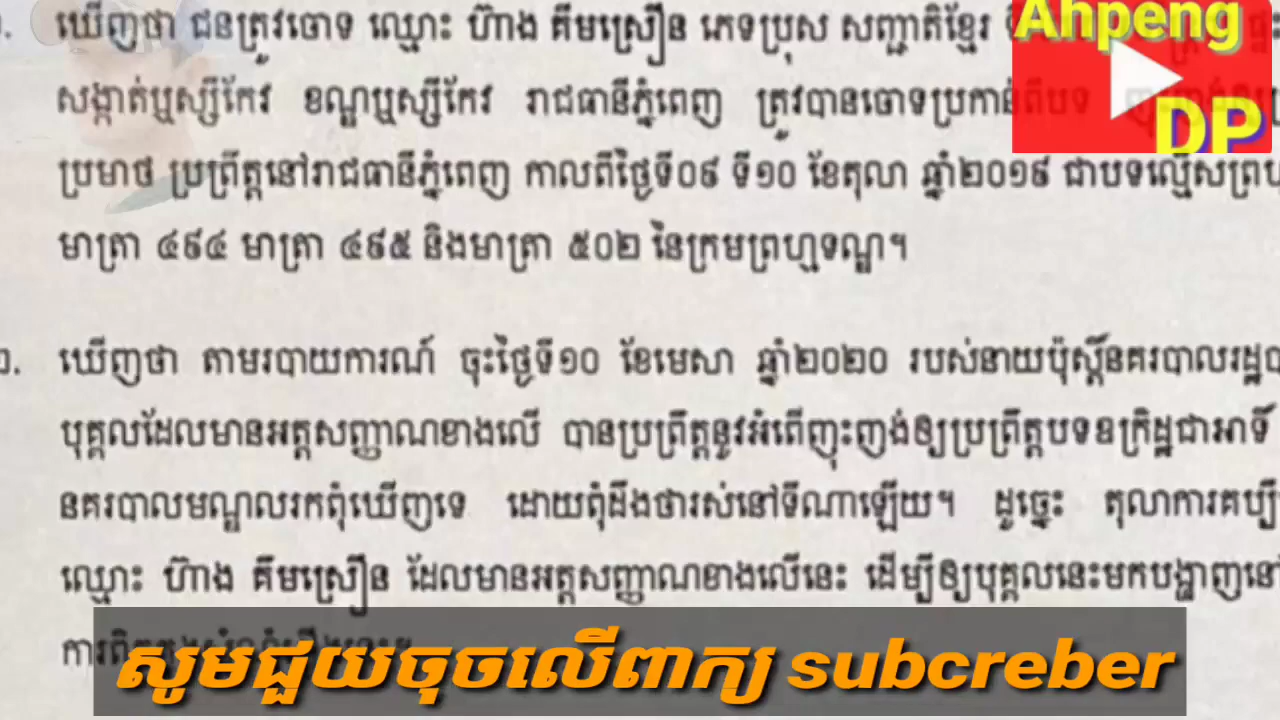 ឃើញថា ជនត្រូវចោទ ឈ្មោះ ហ៊ាង គឹមស្រឿន ភេទប្រុស សញ្ជាតិខ្មែរ
Ahpeng
សង្កាត់ឫស្សីកែវ ខណ្ឌឫស្សីកែវ រាជធានីភ្នំពេញ ត្រូវបានចោទប្រកាន់ពីបទ
DP
ប្រមាថ ប្រព្រឹត្តនៅរាជធានីភ្នំពេញ កាលពីថ្ងៃទី០៩ ទី១០ ខែតុលា ឆ្នាំ២០១៩ ជាបទល្មើសព្រហ
មាត្រា ៤៩៤ មាត្រា ៤៩៥ និងមាត្រា ៥០២ នៃក្រមព្រហ្មទណ្ឌ។
២. ឃើញថា តាមរបាយការណ៍ ចុះថ្ងៃទី១០ ខែមេសា ឆ្នាំ២០២០ របស់នាយប៉ុស្តិ៍នគរបាលរដ្ឋបា
បុគ្គលដែលមានអត្តសញ្ញាណខាងលើ បានប្រព្រឹត្តនូវអំពើញុះញង់ឲ្យប្រព្រឹត្តបទឧក្រិដ្ឋជាអាទិ៍
នគរបាលមណ្ឌលរកពុំឃើញទេ ដោយពុំដឹងថារស់នៅទីណាឡើយ។ ដូច្នេះ តុលាការគប្បី
ឈ្មោះ ហ៊ាង គឹមស្រឿន ដែលមានអត្តសញ្ញាណខាងលើនេះ ដើម្បីឲ្យបុគ្គលនេះមកបង្ហាញនៅ
សូមជួយចុចលើពាក្យ subcreber